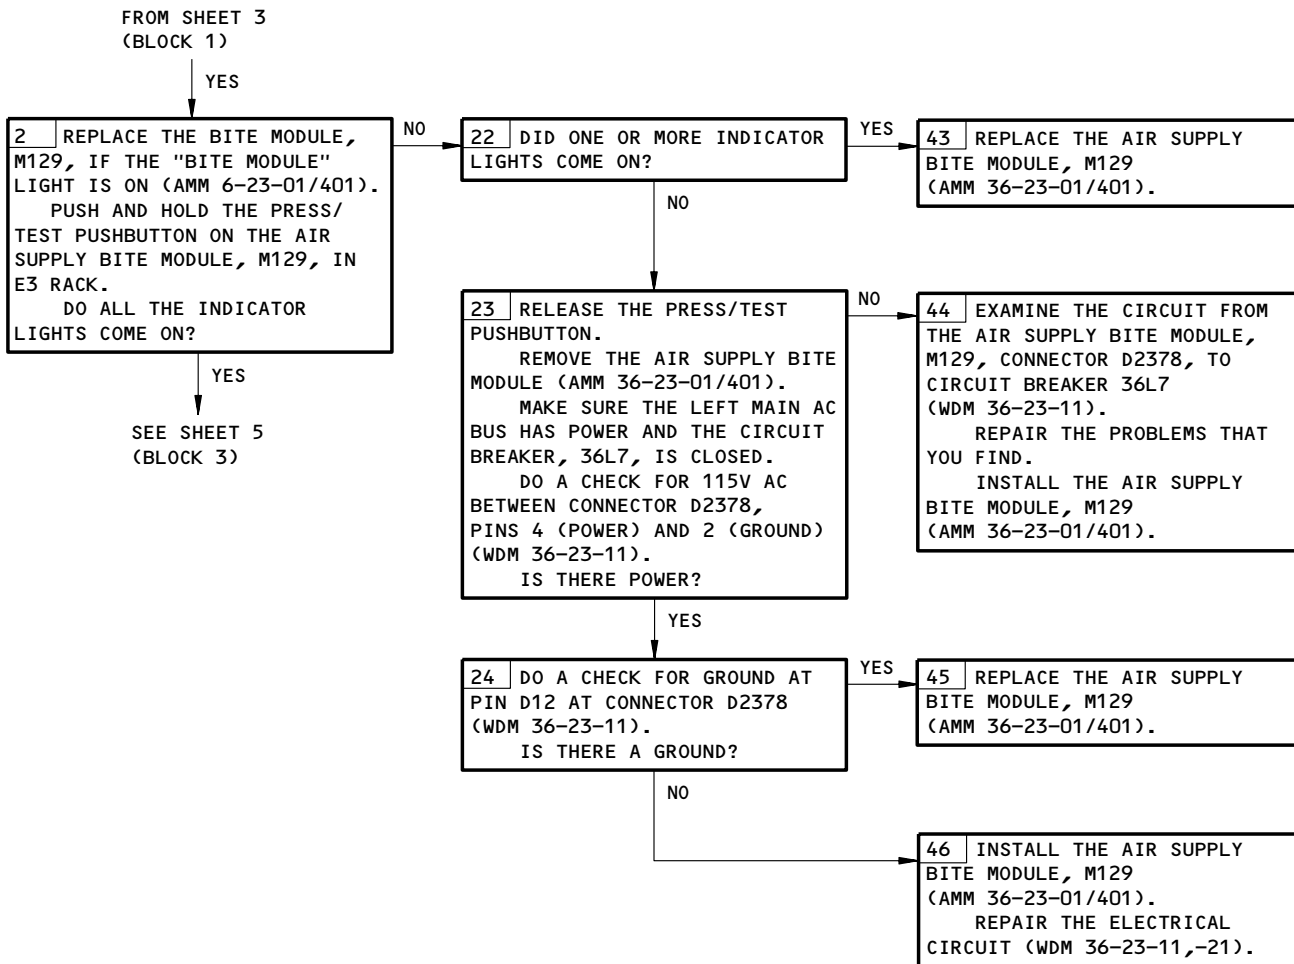 FROM SHEET 3
(BLOCK 1)
YES
2 REPLACE THE BITE MODULE,
M129, IF THE "BITE MODULE"
LIGHT IS ON (AMM 6-23-01/401).
PUSH AND HOLD THE PRESS/
TEST PUSHBUTTON ON THE AIR
SUPPLY BITE MODULE, M129, IN
E3 RACK.
DO ALL THE INDICATOR
LIGHTS COME ON?
YES
SEE SHEET 5
(BLOCK 3)
NO
22 DID ONE OR MORE INDICATOR
LIGHTS COME ON?
YES
43 REPLACE THE AIR SUPPLY
BITE MODULE, M129
(AMM 36-23-01/401).
NO
23 RELEASE THE PRESS/TEST
PUSHBUTTON.
REMOVE THE AIR SUPPLY BITE
MODULE (AMM 36-23-01/401).
MAKE SURE THE LEFT MAIN AC
BUS HAS POWER AND THE CIRCUIT
BREAKER, 36L7, IS CLOSED.
DO A CHECK FOR 115V AC
BETWEEN CONNECTOR D2378,
PINS 4 (POWER) AND 2 (GROUND)
(WDM 36-23-11).
IS THERE POWER?
NO
44 EXAMINE THE CIRCUIT FROM
THE AIR SUPPLY BITE MODULE,
M129, CONNECTOR D2378, TO
CIRCUIT BREAKER 36L7
(WDM 36-23-11).
REPAIR THE PROBLEMS THAT
YOU FIND.
INSTALL THE AIR SUPPLY
BITE MODULE, M129
(AMM 36-23-01/401).
YES
24 DO A CHECK FOR GROUND AT
PIN D12 AT CONNECTOR D2378
(WDM 36-23-11).
IS THERE A GROUND?
YES
45 REPLACE THE AIR SUPPLY
BITE MODULE, M129
(AMM 36-23-01/401).
NO
46 INSTALL THE AIR SUPPLY
BITE MODULE, M129
(AMM 36-23-01/401).
REPAIR THE ELECTRICAL
CIRCUIT (WDM 36-23-11,-21).